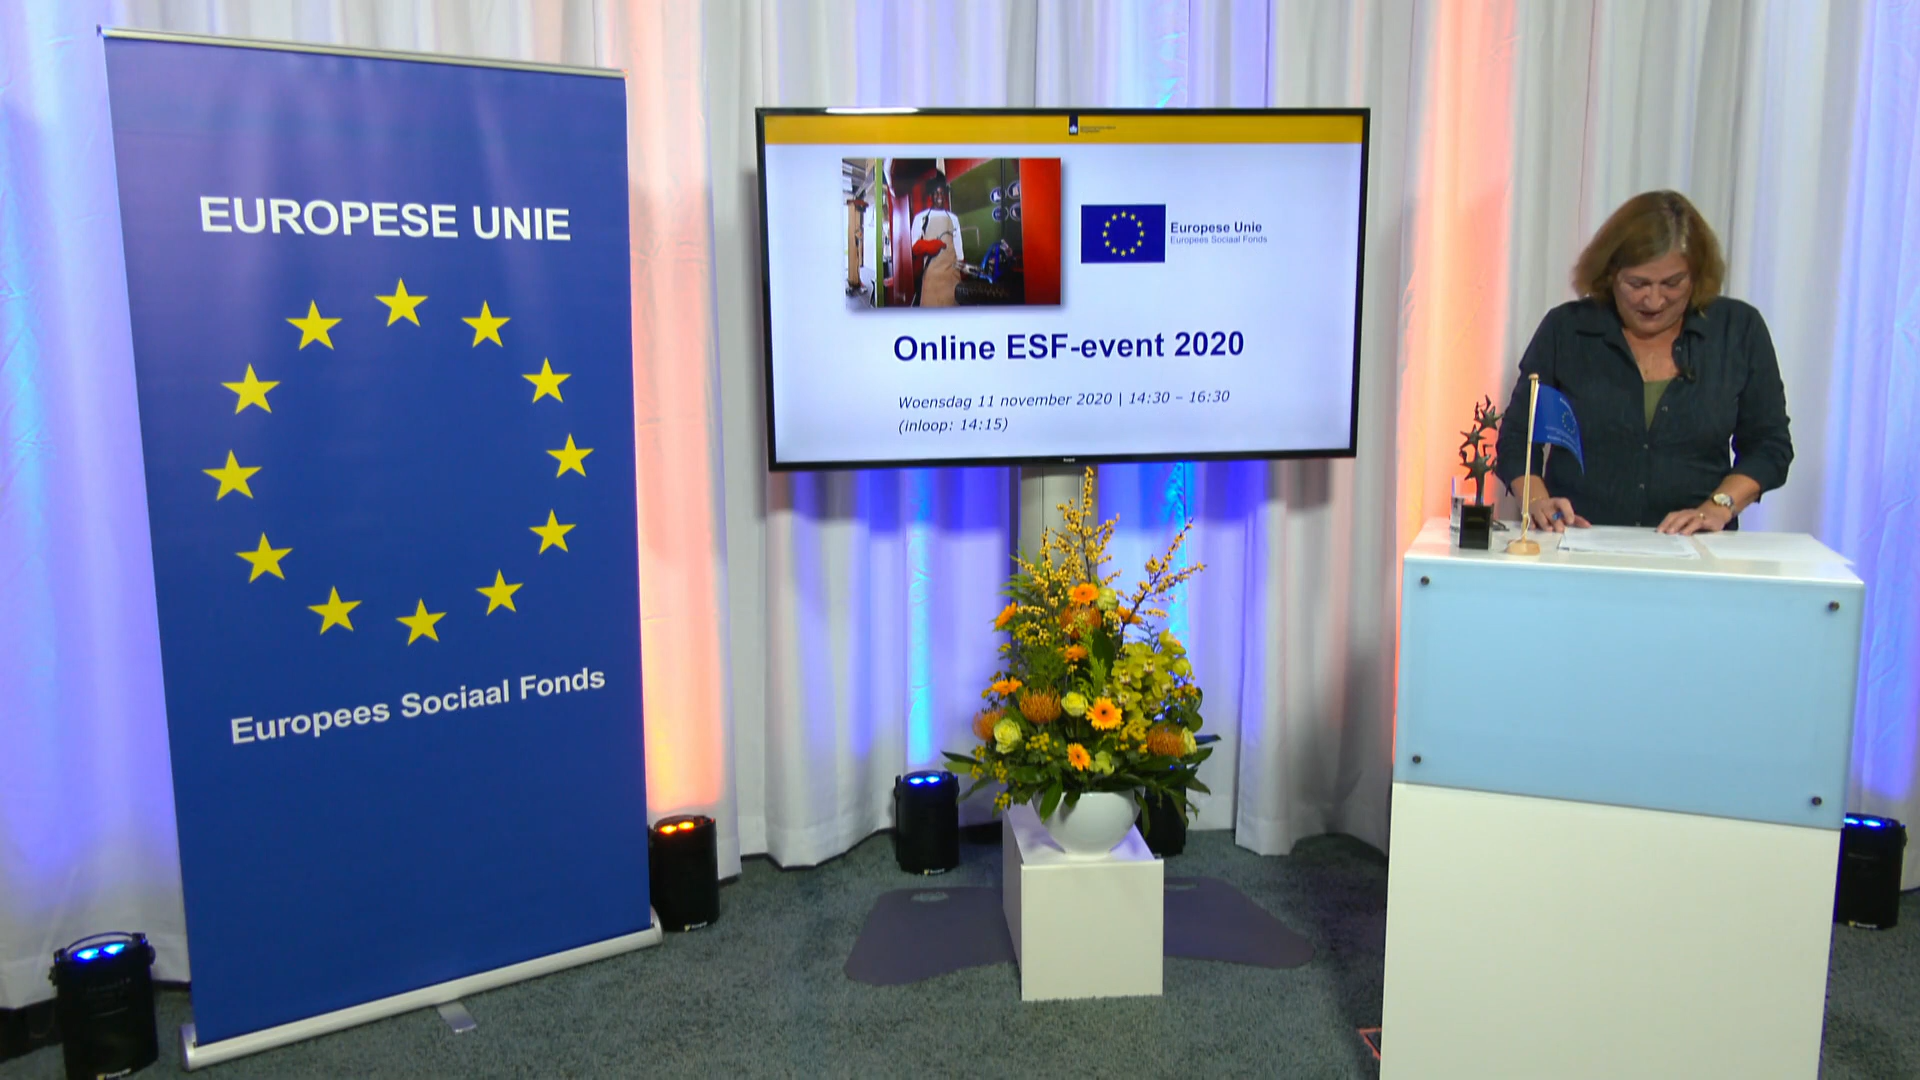 EUROPESE UNIE
Europees Sociaal Fonds
Europese Unie
Europees Sociaal Fonds
Online ESF-event 2020
Woensdag 11 november 2020 | 14:30 – 16:30
(inloop: 14:15)